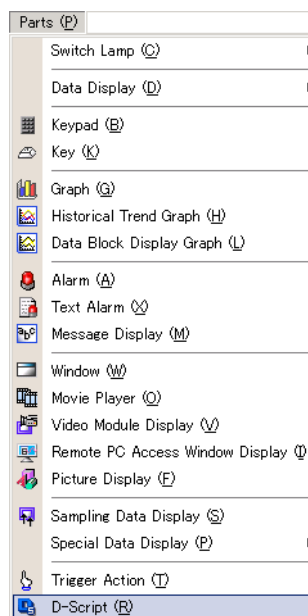 Parts (P)
Switch Lamp (C)
Data Display (D)
Keypad (B)
Key (K)
Graph (G)
Historical Trend Graph (H)
Data Block Display Graph (L)
Alarm (A)
Text Alarm (X)
Message Display (M)
Window (W)
Movie Player (O)
Video Module Display (V)
Remote PC Access Window Display (I
Picture Display (F)
Sampling Data Display (S)
Special Data Display (P)
Trigger Action (T)
D-Script (R)